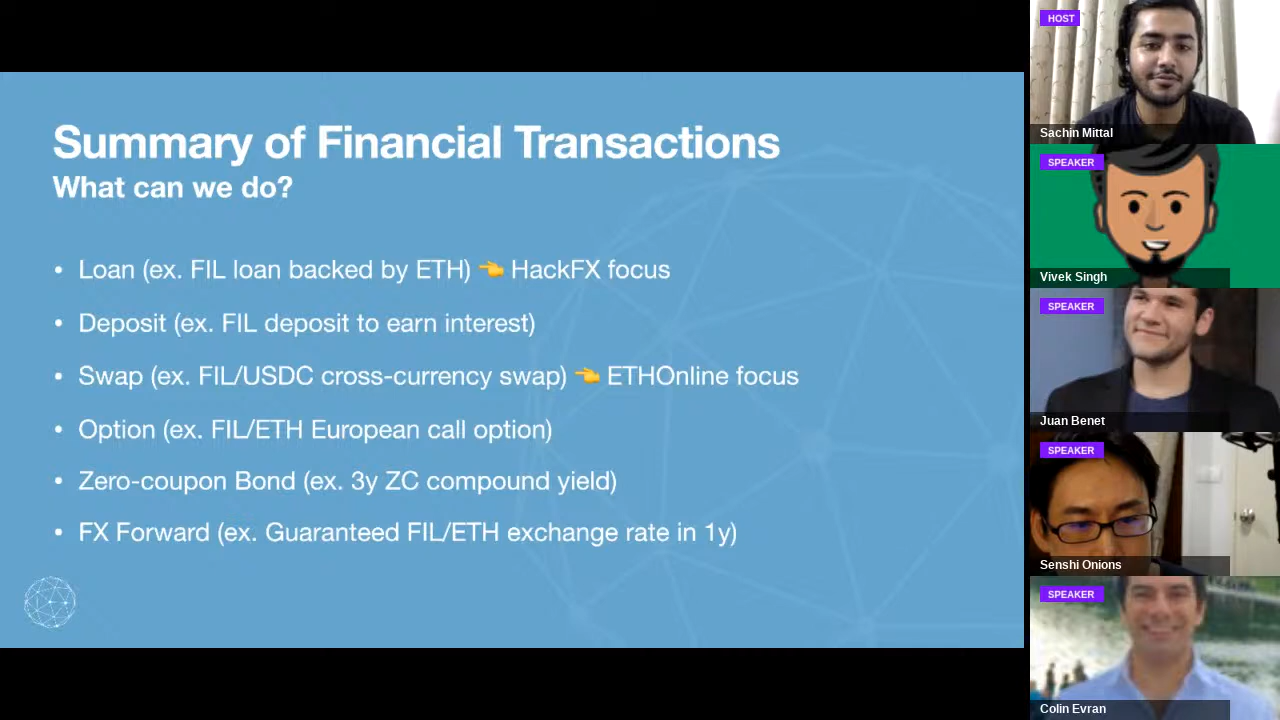 Summary of Financial Transactions
What can we do?
• Loan (ex. FIL loan backed by ETH) 👈 HackFX focus
• Deposit (ex. FIL deposit to earn interest)
• Swap (ex. FIL/USDC cross-currency swap) 👈 ETHOnline focus
• Option (ex. FIL/ETH European call option)
• Zero-coupon Bond (ex. 3y ZC compound yield)
• FX Forward (ex. Guaranteed FIL/ETH exchange rate in 1y)
HOST
Sachin Mittal
SPEAKER
Vivek Singh
SPEAKER
Juan Benet
SPEAKER
Senshi Onions
SPEAKER
Colin Evran